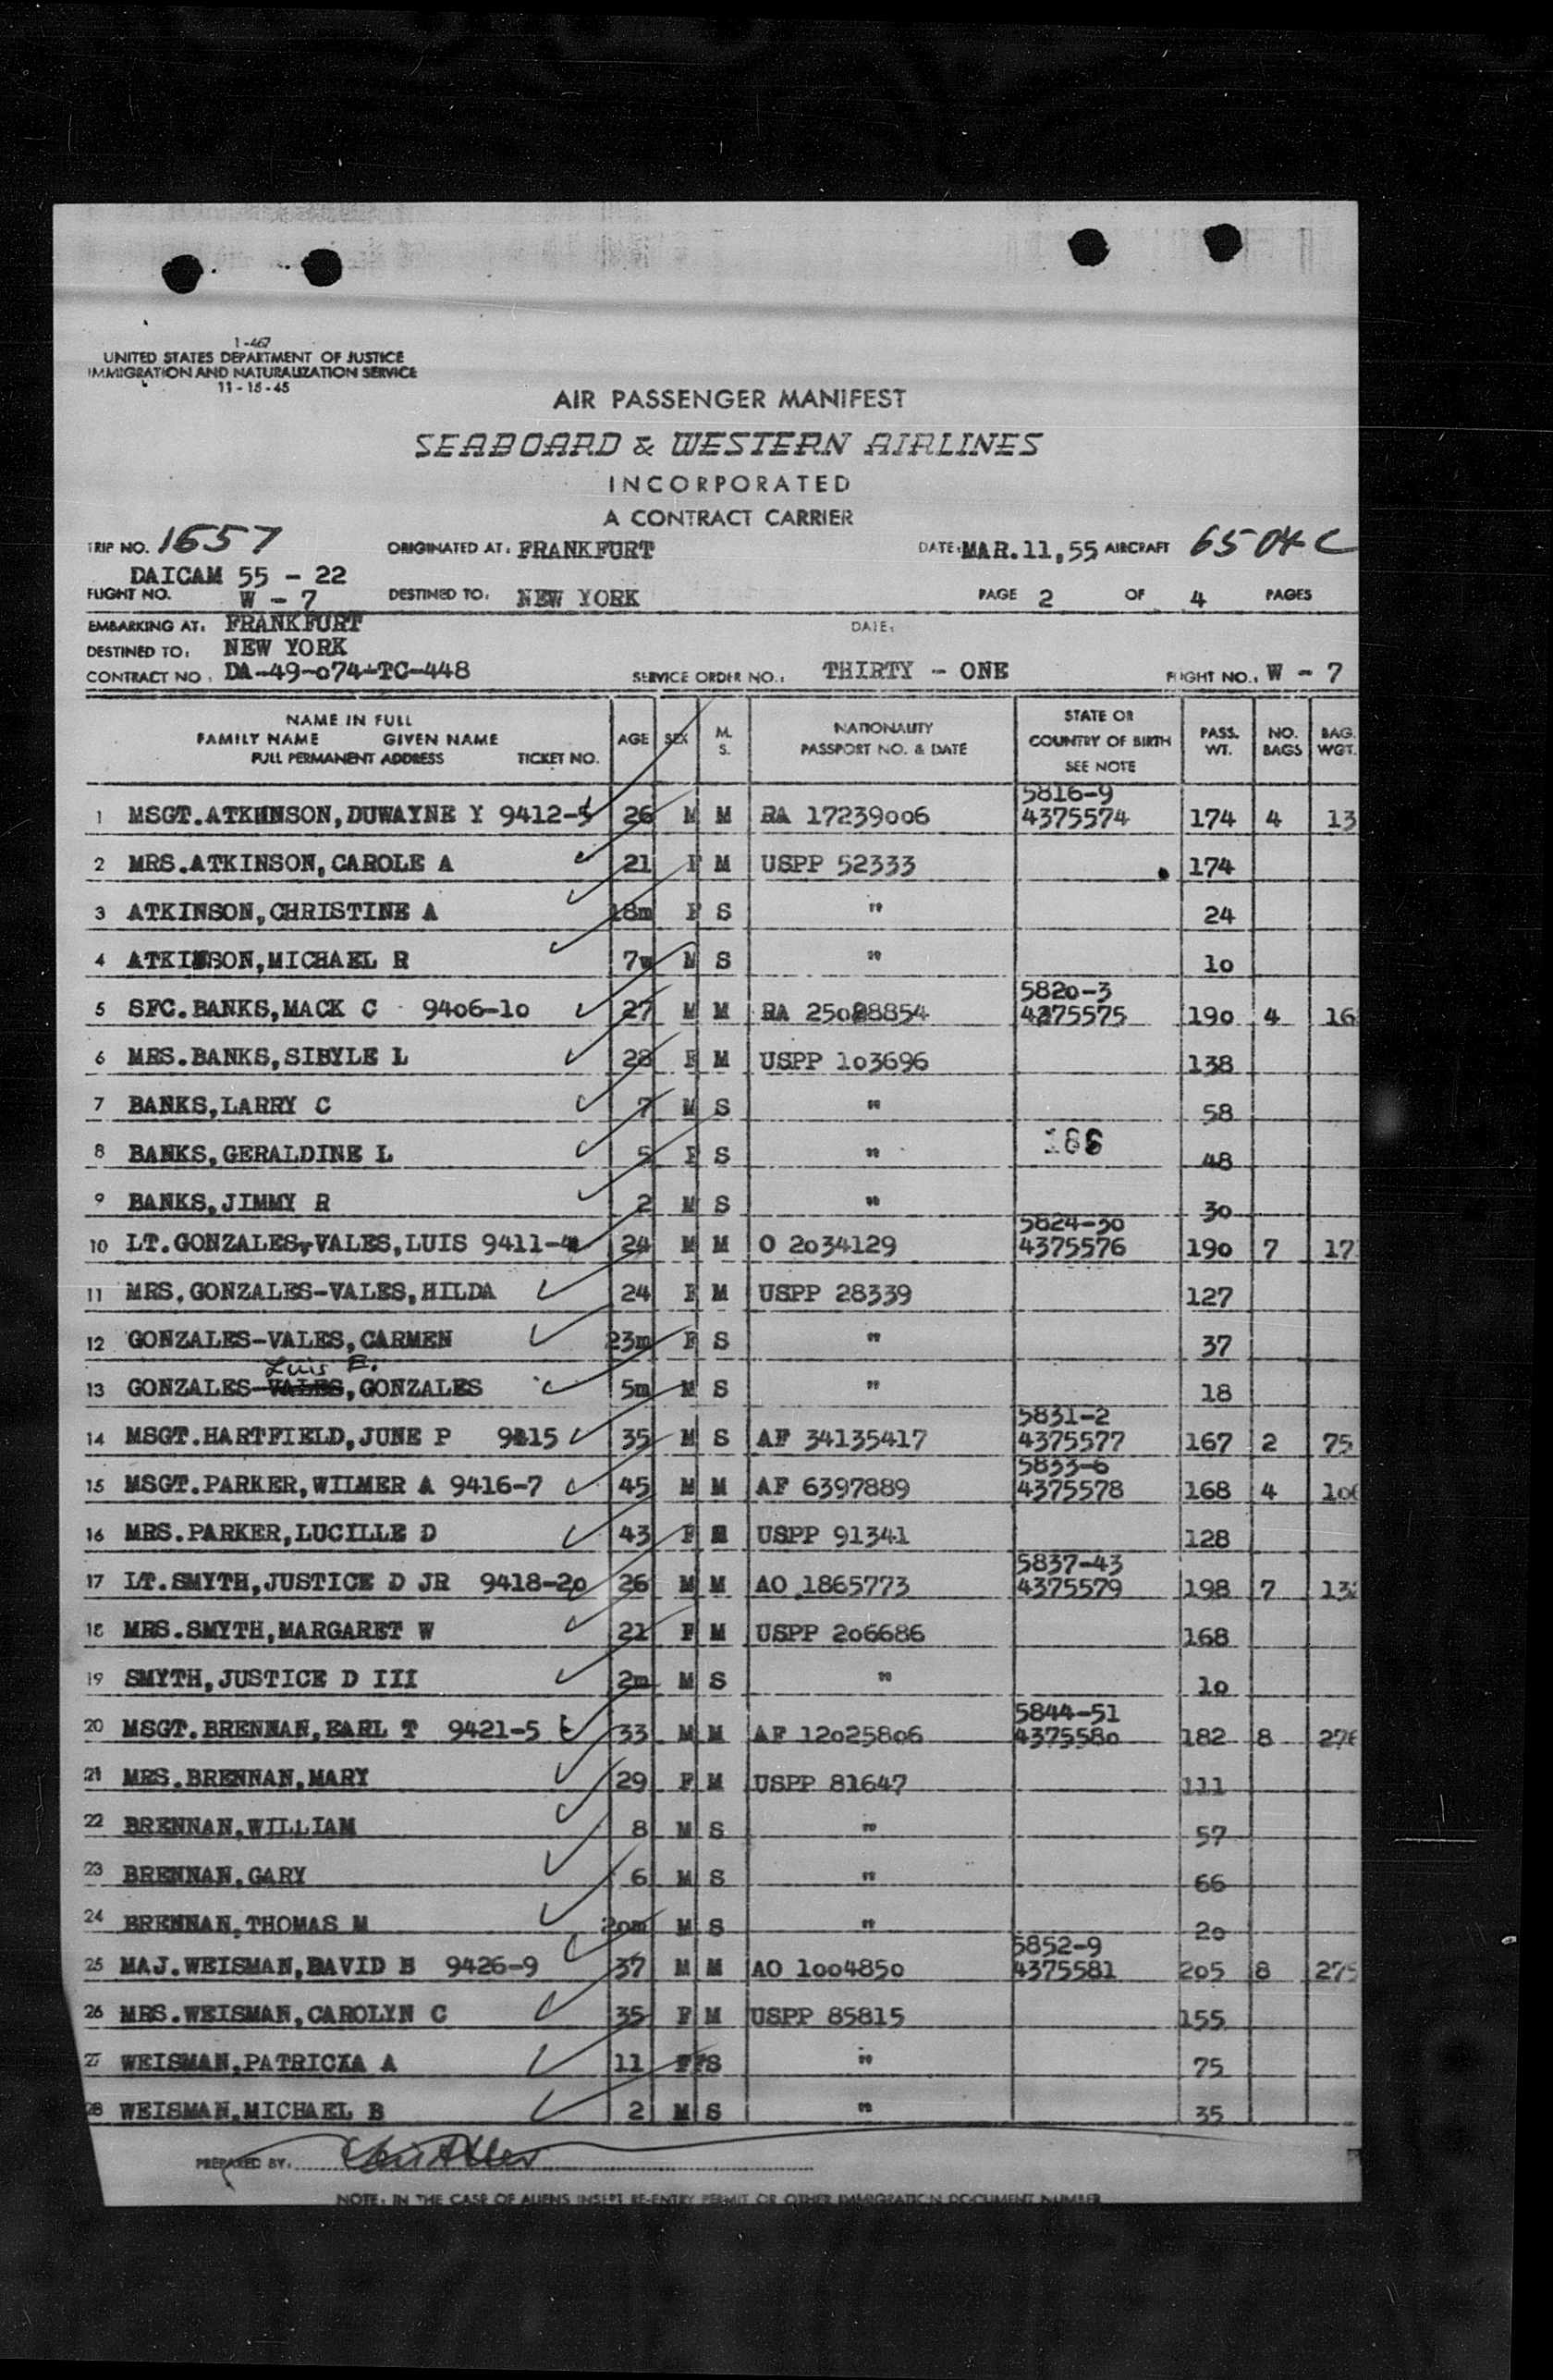 1-467
UNITED STATES DEPARTMENT OF JUSTICE
IMMIGRATION AND NATURALIZATION SERVICE
11-15-45
AIR PASSENGER MANIFEST
SEABOARD & WESTERN AIRLINES
INCORPORATED
A CONTRACT CARRIER
TRIP NO. 1657 ORIGINATED AT: FRANKFURT DATE: MAR.11,55 AIRCRAFT 6504C
DAICAM 55 - 22
FLIGHT NO. W - 7 DESTINED TO: NEW YORK PAGE 2 OF 4 PAGES
EMBARKING AT: FRANKFURT DATE:
DESTINED TO: NEW YORK
CONTRACT NO: DA-49-074-TC-448 SERVICE ORDER NO.: THIRTY - ONE FLIGHT NO.: W - 7
NAME IN FULL
FAMILY NAME GIVEN NAME
FULL PERMANENT ADDRESS TICKET NO. AGE SEX M. S. NATIONALITY PASSPORT NO. & DATE STATE OR COUNTRY OF BIRTH SEE NOTE PASS. WT. NO. BAGS BAG. WGT.
5816-9
1 MSGT.ATKINSON,DUWAYNE Y 9412-5 26 M M RA 17239006 4375574 174 4 13
2 MRS.ATKINSON,CAROLE A 21 F M USPP 52333 174
3 ATKINSON,CHRISTINE A 18m F S " 24
4 ATKINSON,MICHAEL R 7w M S " 10
5820-3
5 SFC.BANKS,MACK C 9406-10 27 M M RA 25028854 4375575 190 4 16
6 MRS.BANKS,SIBYLE L 28 F M USPP 103696 138
7 BANKS,LARRY C 7 M S " 58
8 BANKS,GERALDINE L 5 F S " 48
9 BANKS,JIMMY R 2 M S " 30
5824-30
10 LT.GONZALES-VALES,LUIS 9411-4 24 M M O 2034129 4375576 190 7 17
11 MRS.GONZALES-VALES,HILDA 24 F M USPP 28339 127
12 GONZALES-VALES,CARMEN 23m F S " 37
Luis E.
13 GONZALES-VALES,GONZALES 5m M S " 18
5831-2
14 MSGT.HARTFIELD,JUNE P 9415 35 M S AF 34135417 4375577 167 2 75
5833-6
15 MSGT.PARKER,WILMER A 9416-7 45 M M AF 6397889 4375578 168 4 106
16 MRS.PARKER,LUCILLE D 43 F M USPP 91341 128
5837-43
17 LT.SMYTH,JUSTICE D JR 9418-20 26 M M AO 1865773 4375579 198 7 132
18 MRS.SMYTH,MARGARET W 21 F M USPP 206686 168
19 SMYTH,JUSTICE D III 2m M S " 10
5844-51
20 MSGT.BRENNAN,EARL T 9421-5 33 M M AF 12025806 4375580 182 8 276
21 MRS.BRENNAN,MARY 29 F M USPP 81647 111
22 BRENNAN,WILLIAM 8 M S " 57
23 BRENNAN,GARY 6 M S " 66
24 BRENNAN,THOMAS M 20m M S " 20
5852-9
25 MAJ.WEISMAN,DAVID B 9426-9 37 M M AO 1004850 4375581 205 8 275
26 MRS.WEISMAN,CAROLYN C 35 F M USPP 85815 155
27 WEISMAN,PATRICIA A 11 F S " 75
28 WEISMAN,MICHAEL B 2 M S " 35
PREPARED BY:
NOTE: IN THE CASE OF ALIENS INSERT RE-ENTRY PERMIT OR OTHER IMMIGRATION DOCUMENT NUMBER